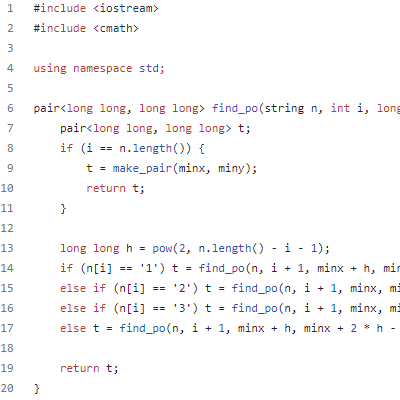 1 #include <iostream>
2 #include <cmath>
3
4 using namespace std;
5
6 pair<long long, long long> find_po(string n, int i, long
7 pair<long long, long long> t;
8 if (i == n.length()) {
9 t = make_pair(minx, miny);
10 return t;
11 }
12
13 long long h = pow(2, n.length() - i - 1);
14 if (n[i] == '1') t = find_po(n, i + 1, minx + h, min
15 else if (n[i] == '2') t = find_po(n, i + 1, minx, mi
16 else if (n[i] == '3') t = find_po(n, i + 1, minx, mi
17 else t = find_po(n, i + 1, minx + h, minx + 2 * h -
18
19 return t;
20 }